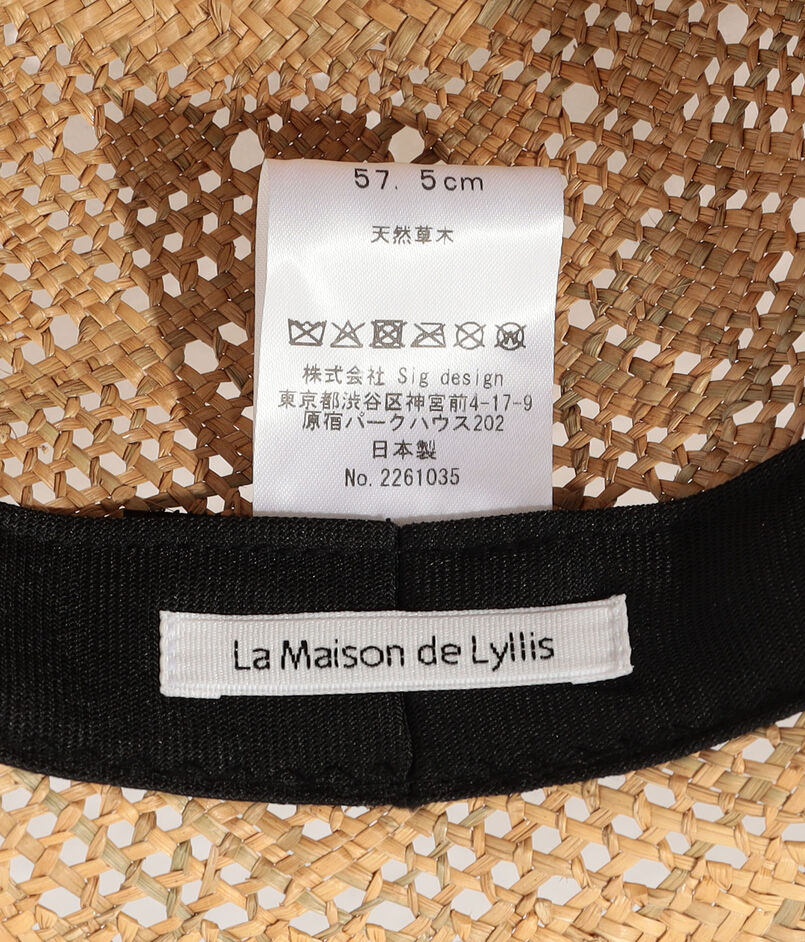 57. 5cm
天然草木
株式会社 Sig design
東京都渋谷区神宮前4-17-9
原宿パークハウス202
日本製
No. 2261035
La Maison de Lyllis